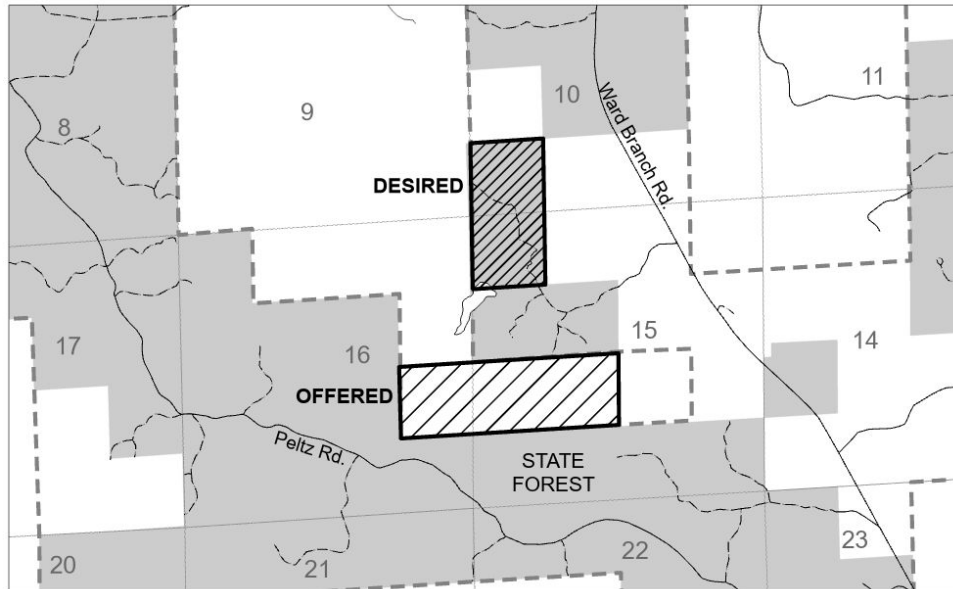 11
10
9
8
Ward Branch Rd.
DESIRED
15
14
17
16
OFFERED
Peltz Rd.
STATE
FOREST
23
22
21
20